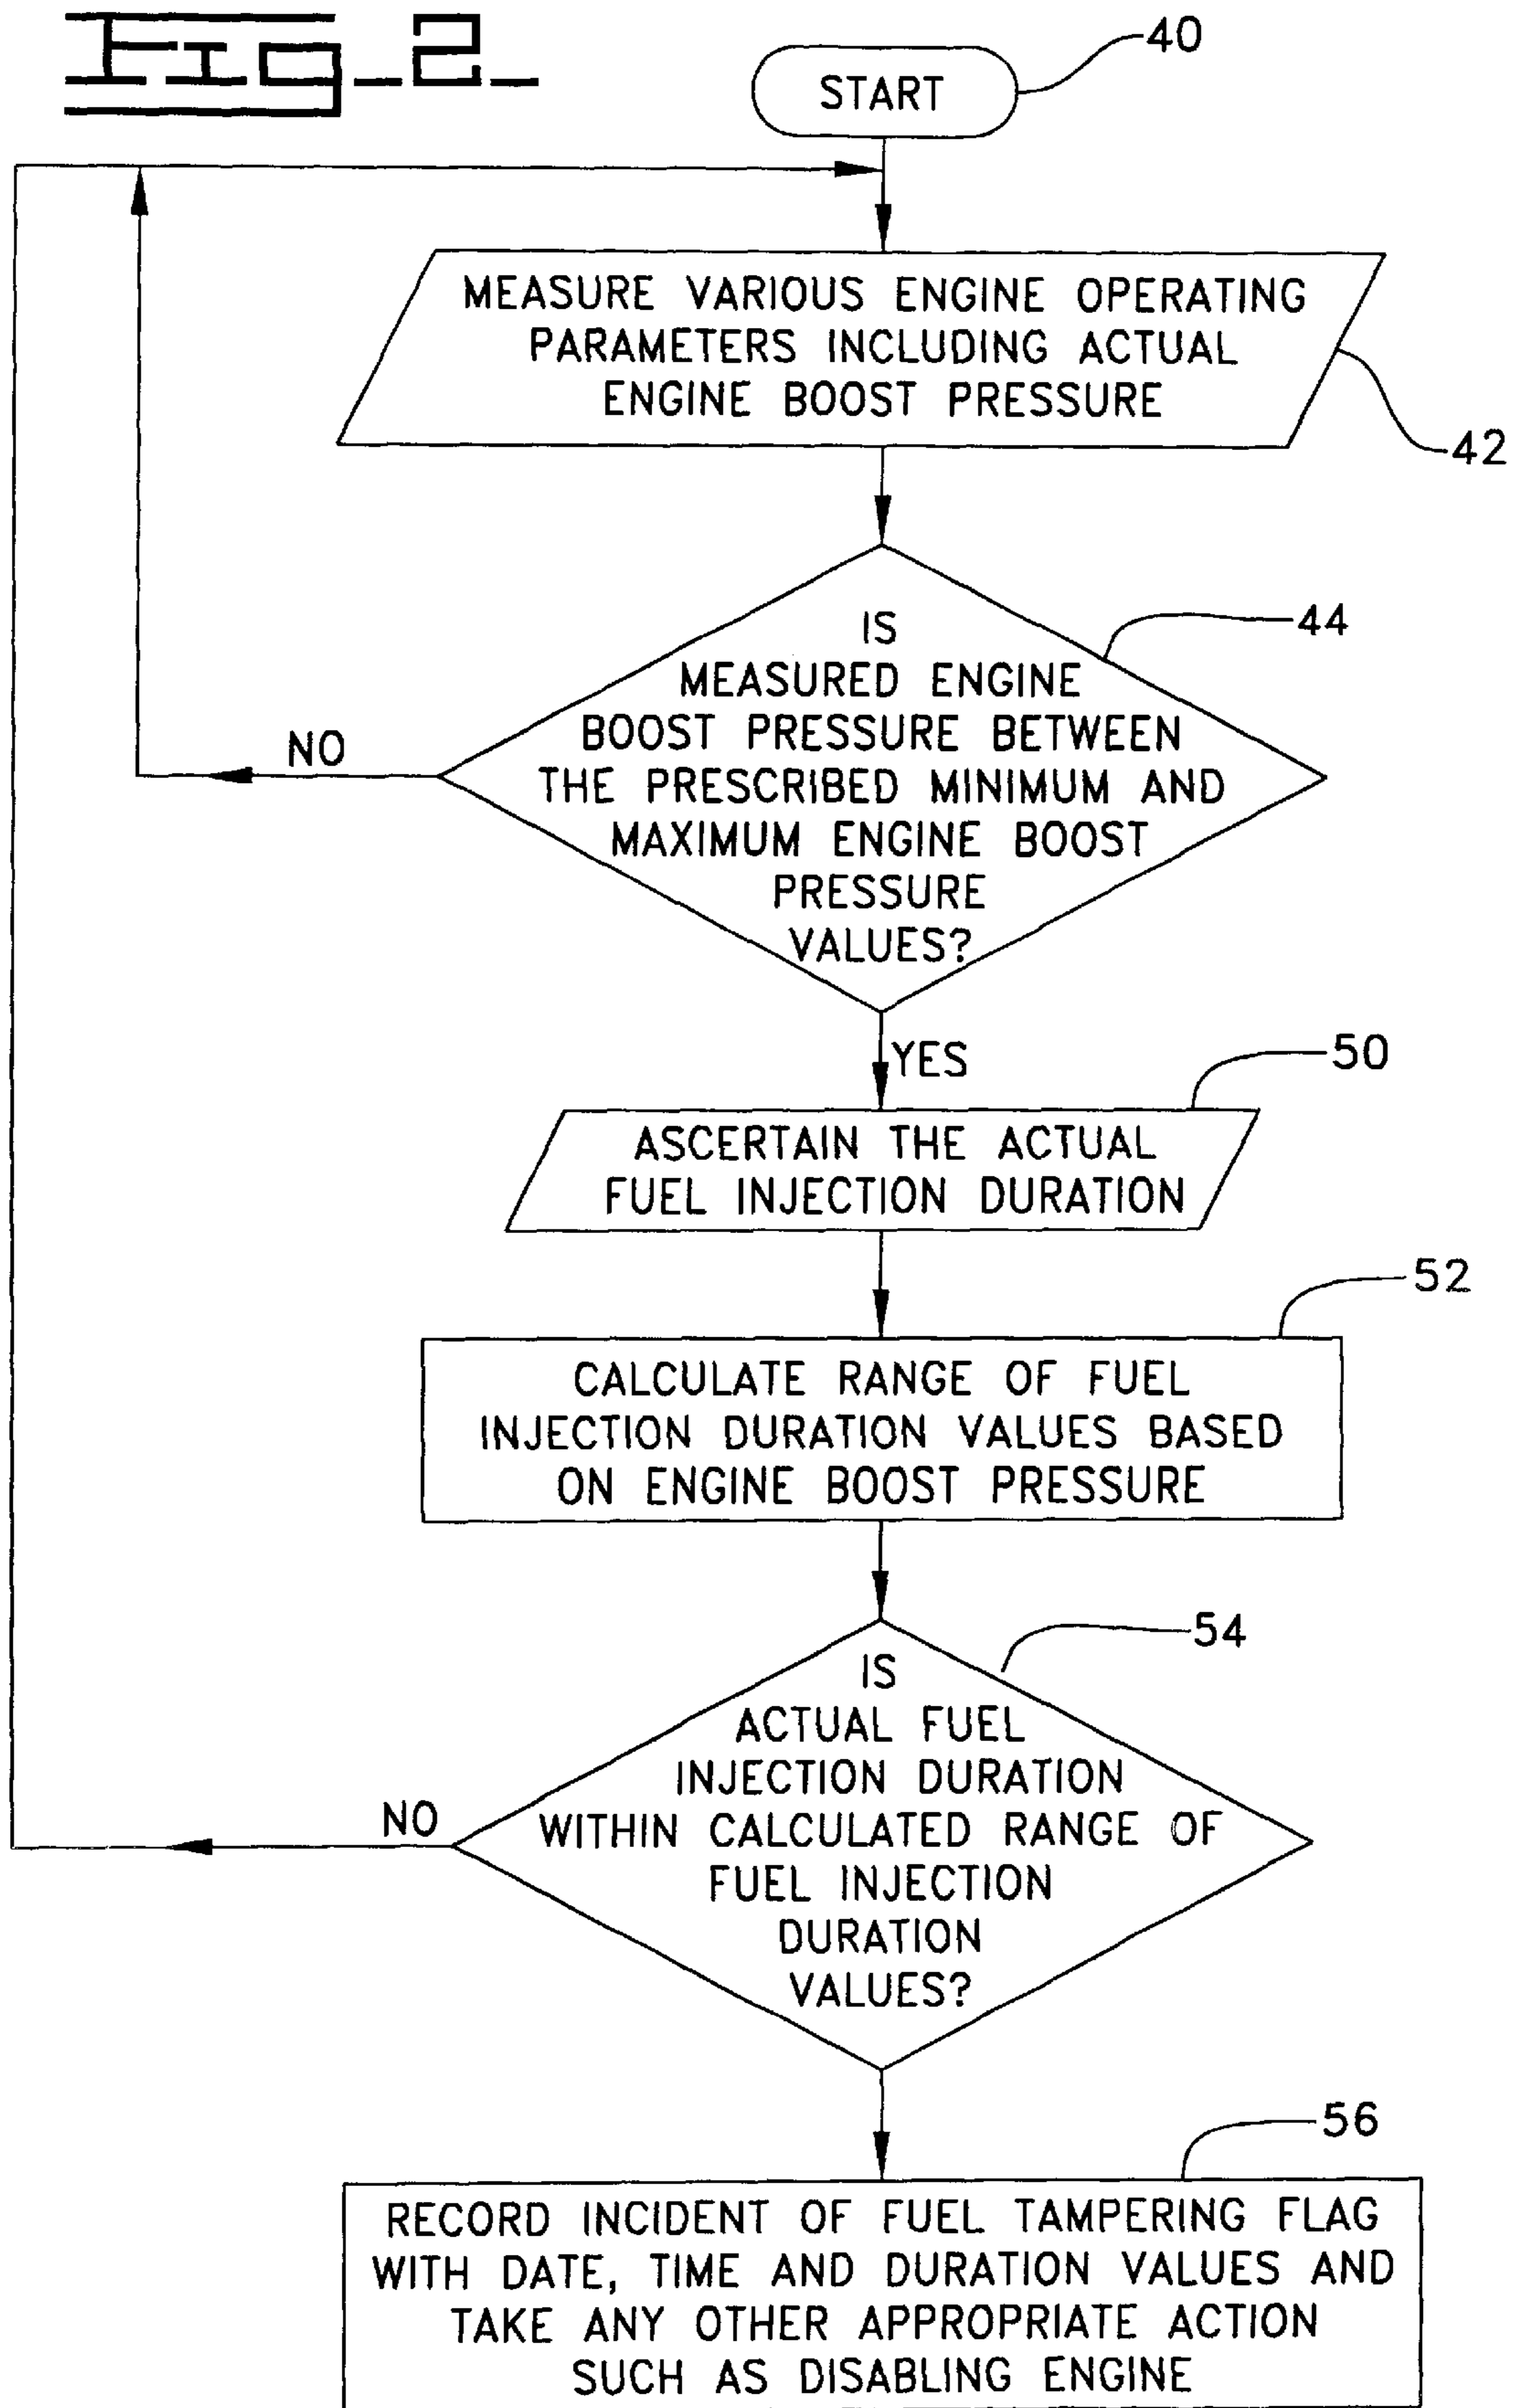 Fig_2_
40
START
MEASURE VARIOUS ENGINE OPERATING
PARAMETERS INCLUDING ACTUAL
ENGINE BOOST PRESSURE
42
44
IS
MEASURED ENGINE
BOOST PRESSURE BETWEEN
THE PRESCRIBED MINIMUM AND
MAXIMUM ENGINE BOOST
PRESSURE
VALUES?
NO
YES
50
ASCERTAIN THE ACTUAL
FUEL INJECTION DURATION
52
CALCULATE RANGE OF FUEL
INJECTION DURATION VALUES BASED
ON ENGINE BOOST PRESSURE
54
IS
ACTUAL FUEL
INJECTION DURATION
WITHIN CALCULATED RANGE OF
FUEL INJECTION
DURATION
VALUES?
NO
56
RECORD INCIDENT OF FUEL TAMPERING FLAG
WITH DATE, TIME AND DURATION VALUES AND
TAKE ANY OTHER APPROPRIATE ACTION
SUCH AS DISABLING ENGINE